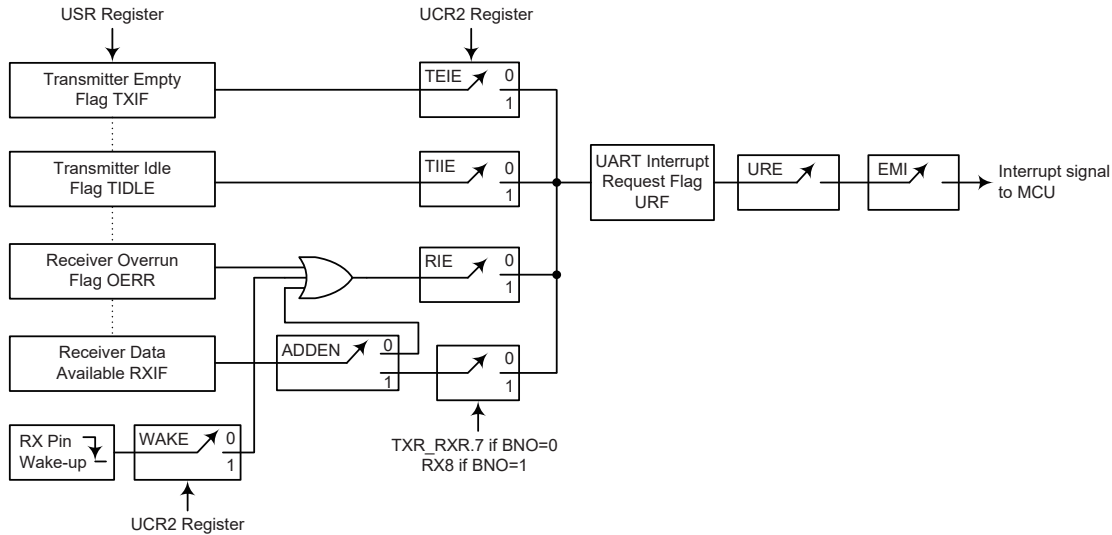 USR Register
UCR2 Register
Transmitter Empty
Flag TXIF
TEIE
0
1
Transmitter Idle
Flag TIDLE
TIIE
0
1
UART Interrupt
Request Flag
URF
URE
EMI
Interrupt signal
to MCU
Receiver Overrun
Flag OERR
RIE
0
1
Receiver Data
Available RXIF
ADDEN
0
1
0
1
RX Pin
Wake-up
WAKE
0
1
TXR_RXR.7 if BNO=0
RX8 if BNO=1
UCR2 Register